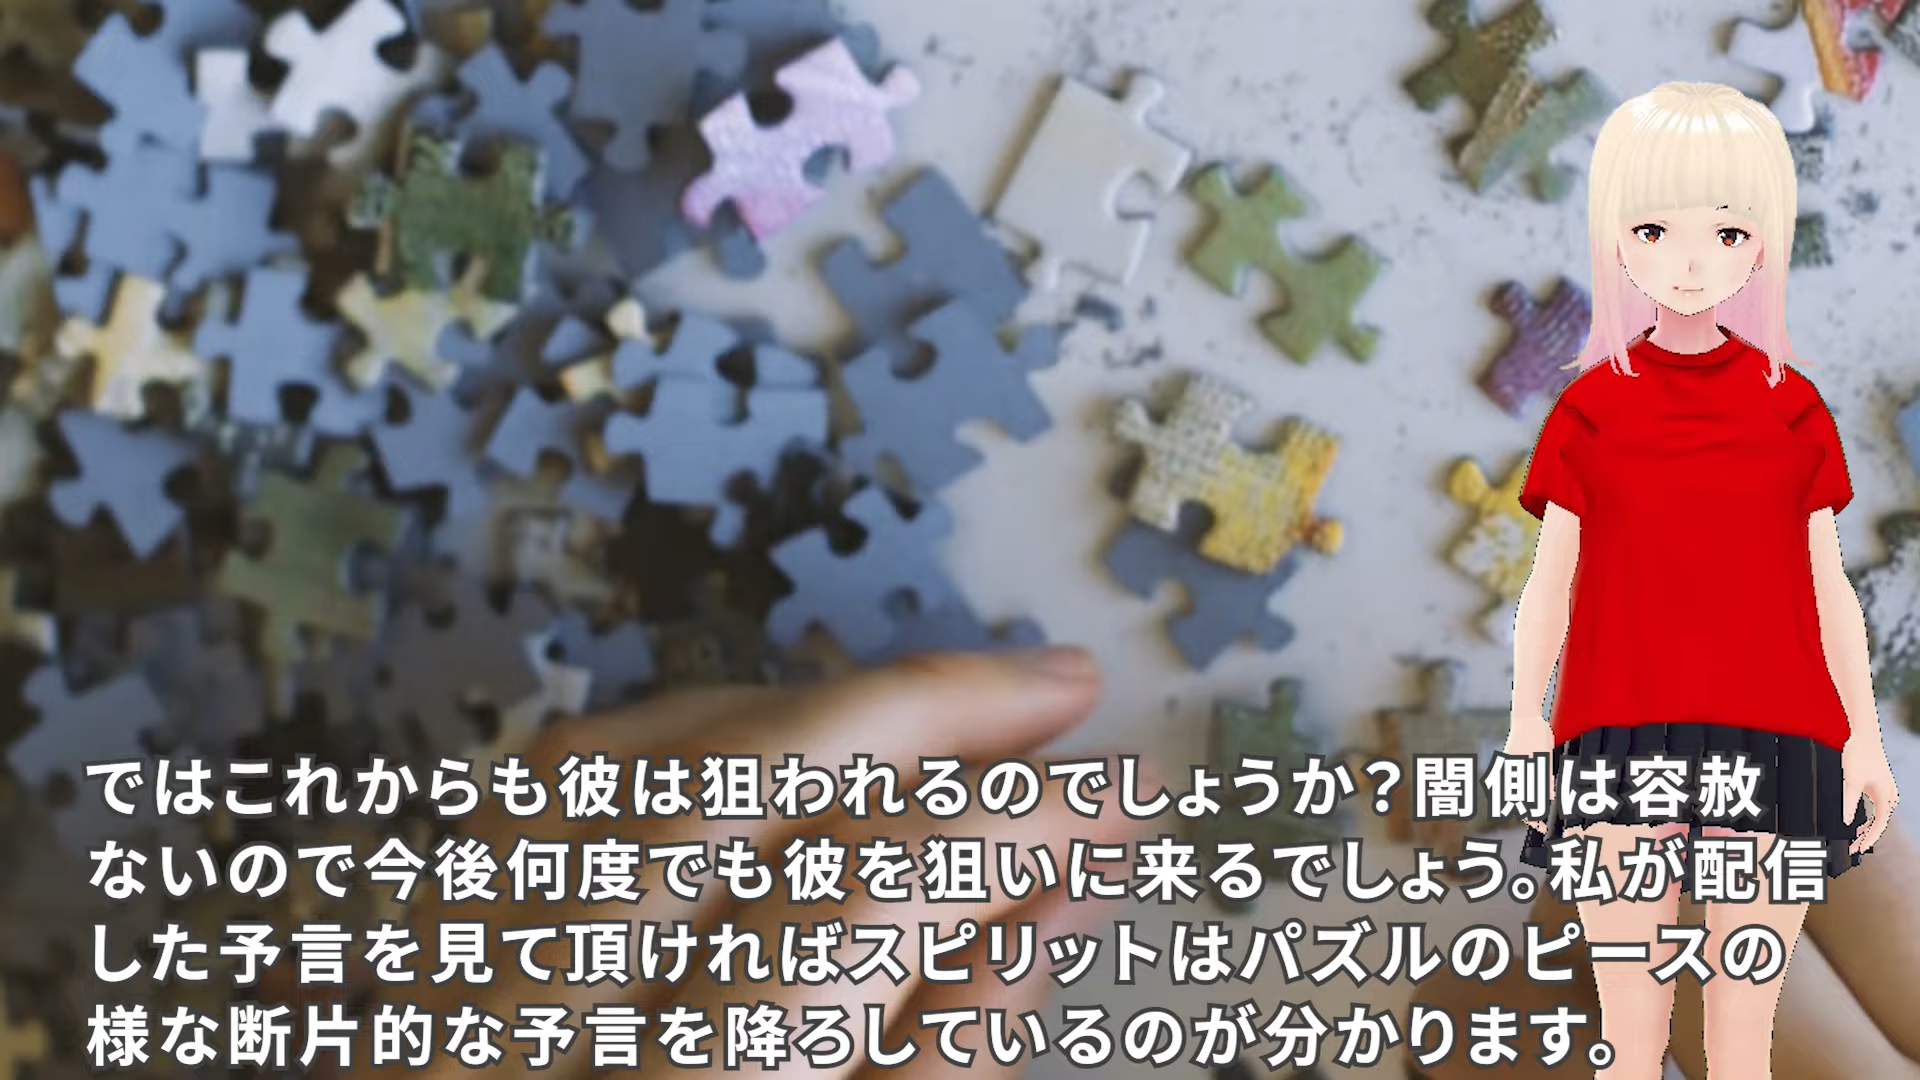 ではこれからも彼は狙われるのでしょうか？闇側は容赦
ないので今後何度でも彼を狙いに来るでしょう。私が配信
した予言を見て頂ければスピリットはパズルのピースの
様な断片的な予言を降ろしているのが分かります。